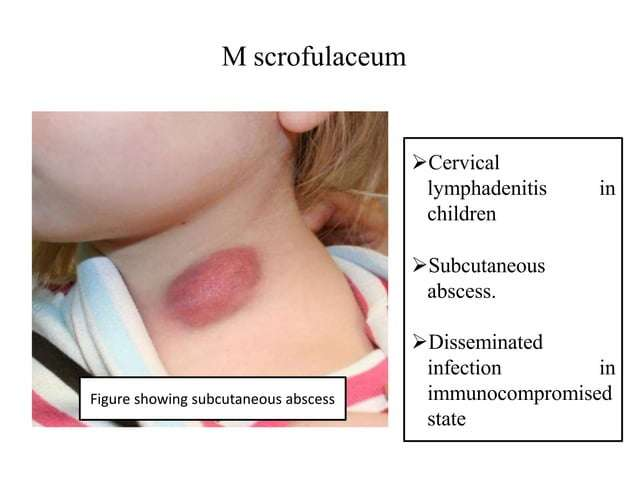 M scrofulaceum
➢Cervical
lymphadenitis in
children
➢Subcutaneous
abscess.
➢Disseminated
infection in
immunocompromised
state
Figure showing subcutaneous abscess